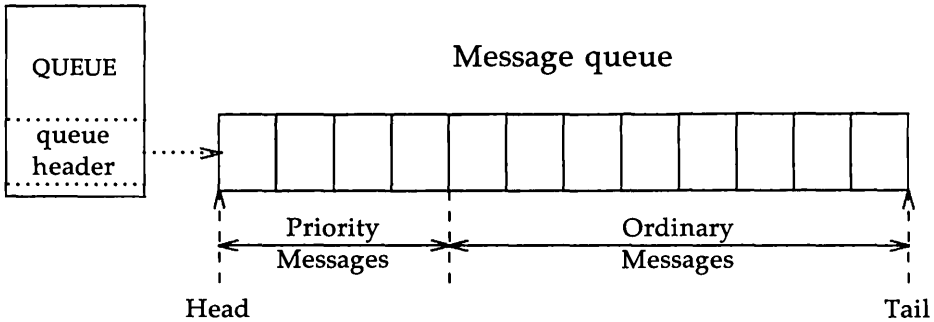 QUEUE
Message queue
queue
header
Priority
Messages
Ordinary
Messages
Head
Tail